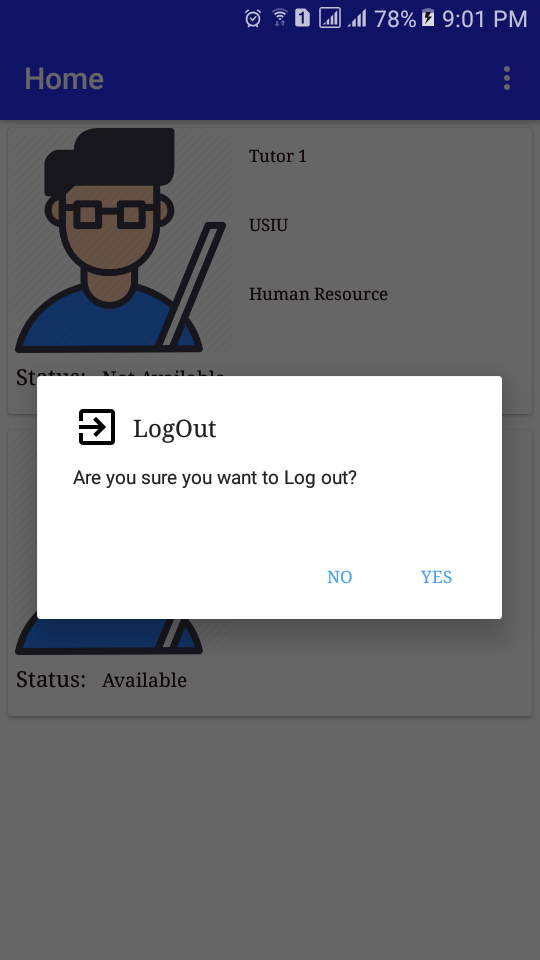 1 78% 9:01 PM
Home
Tutor 1
USIU
Human Resource
Status: Not Available
LogOut
Are you sure you want to Log out?
NO YES
Status: Available